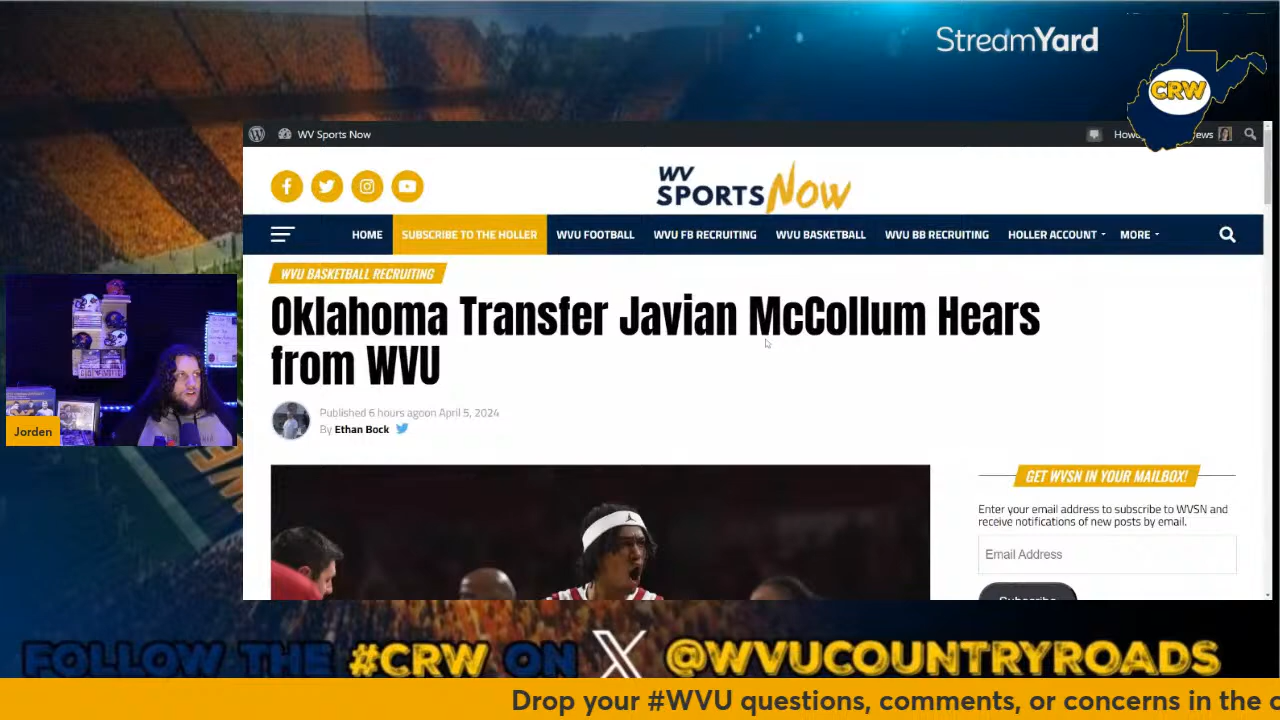 StreamYard
CRW
WV Sports Now
WV
SPORTS Now
HOME
SUBSCRIBE TO THE HOLLER
WVU FOOTBALL
WVU FB RECRUITING
WVU BASKETBALL
WVU BB RECRUITING
HOLLER ACCOUNT
MORE
WVU BASKETBALL RECRUITING
Oklahoma Transfer Javian McCollum Hears
from WVU
Published 6 hours agoon April 5, 2024
By Ethan Bock
Jorden
GET WVSN IN YOUR MAILBOX!
Enter your email address to subscribe to WVSN and
receive notifications of new posts by email.
Email Address
Subscribe
FOLLOW THE #CRW ON X @WVUCOUNTRYROADS
Drop your #WVU questions, comments, or concerns in the